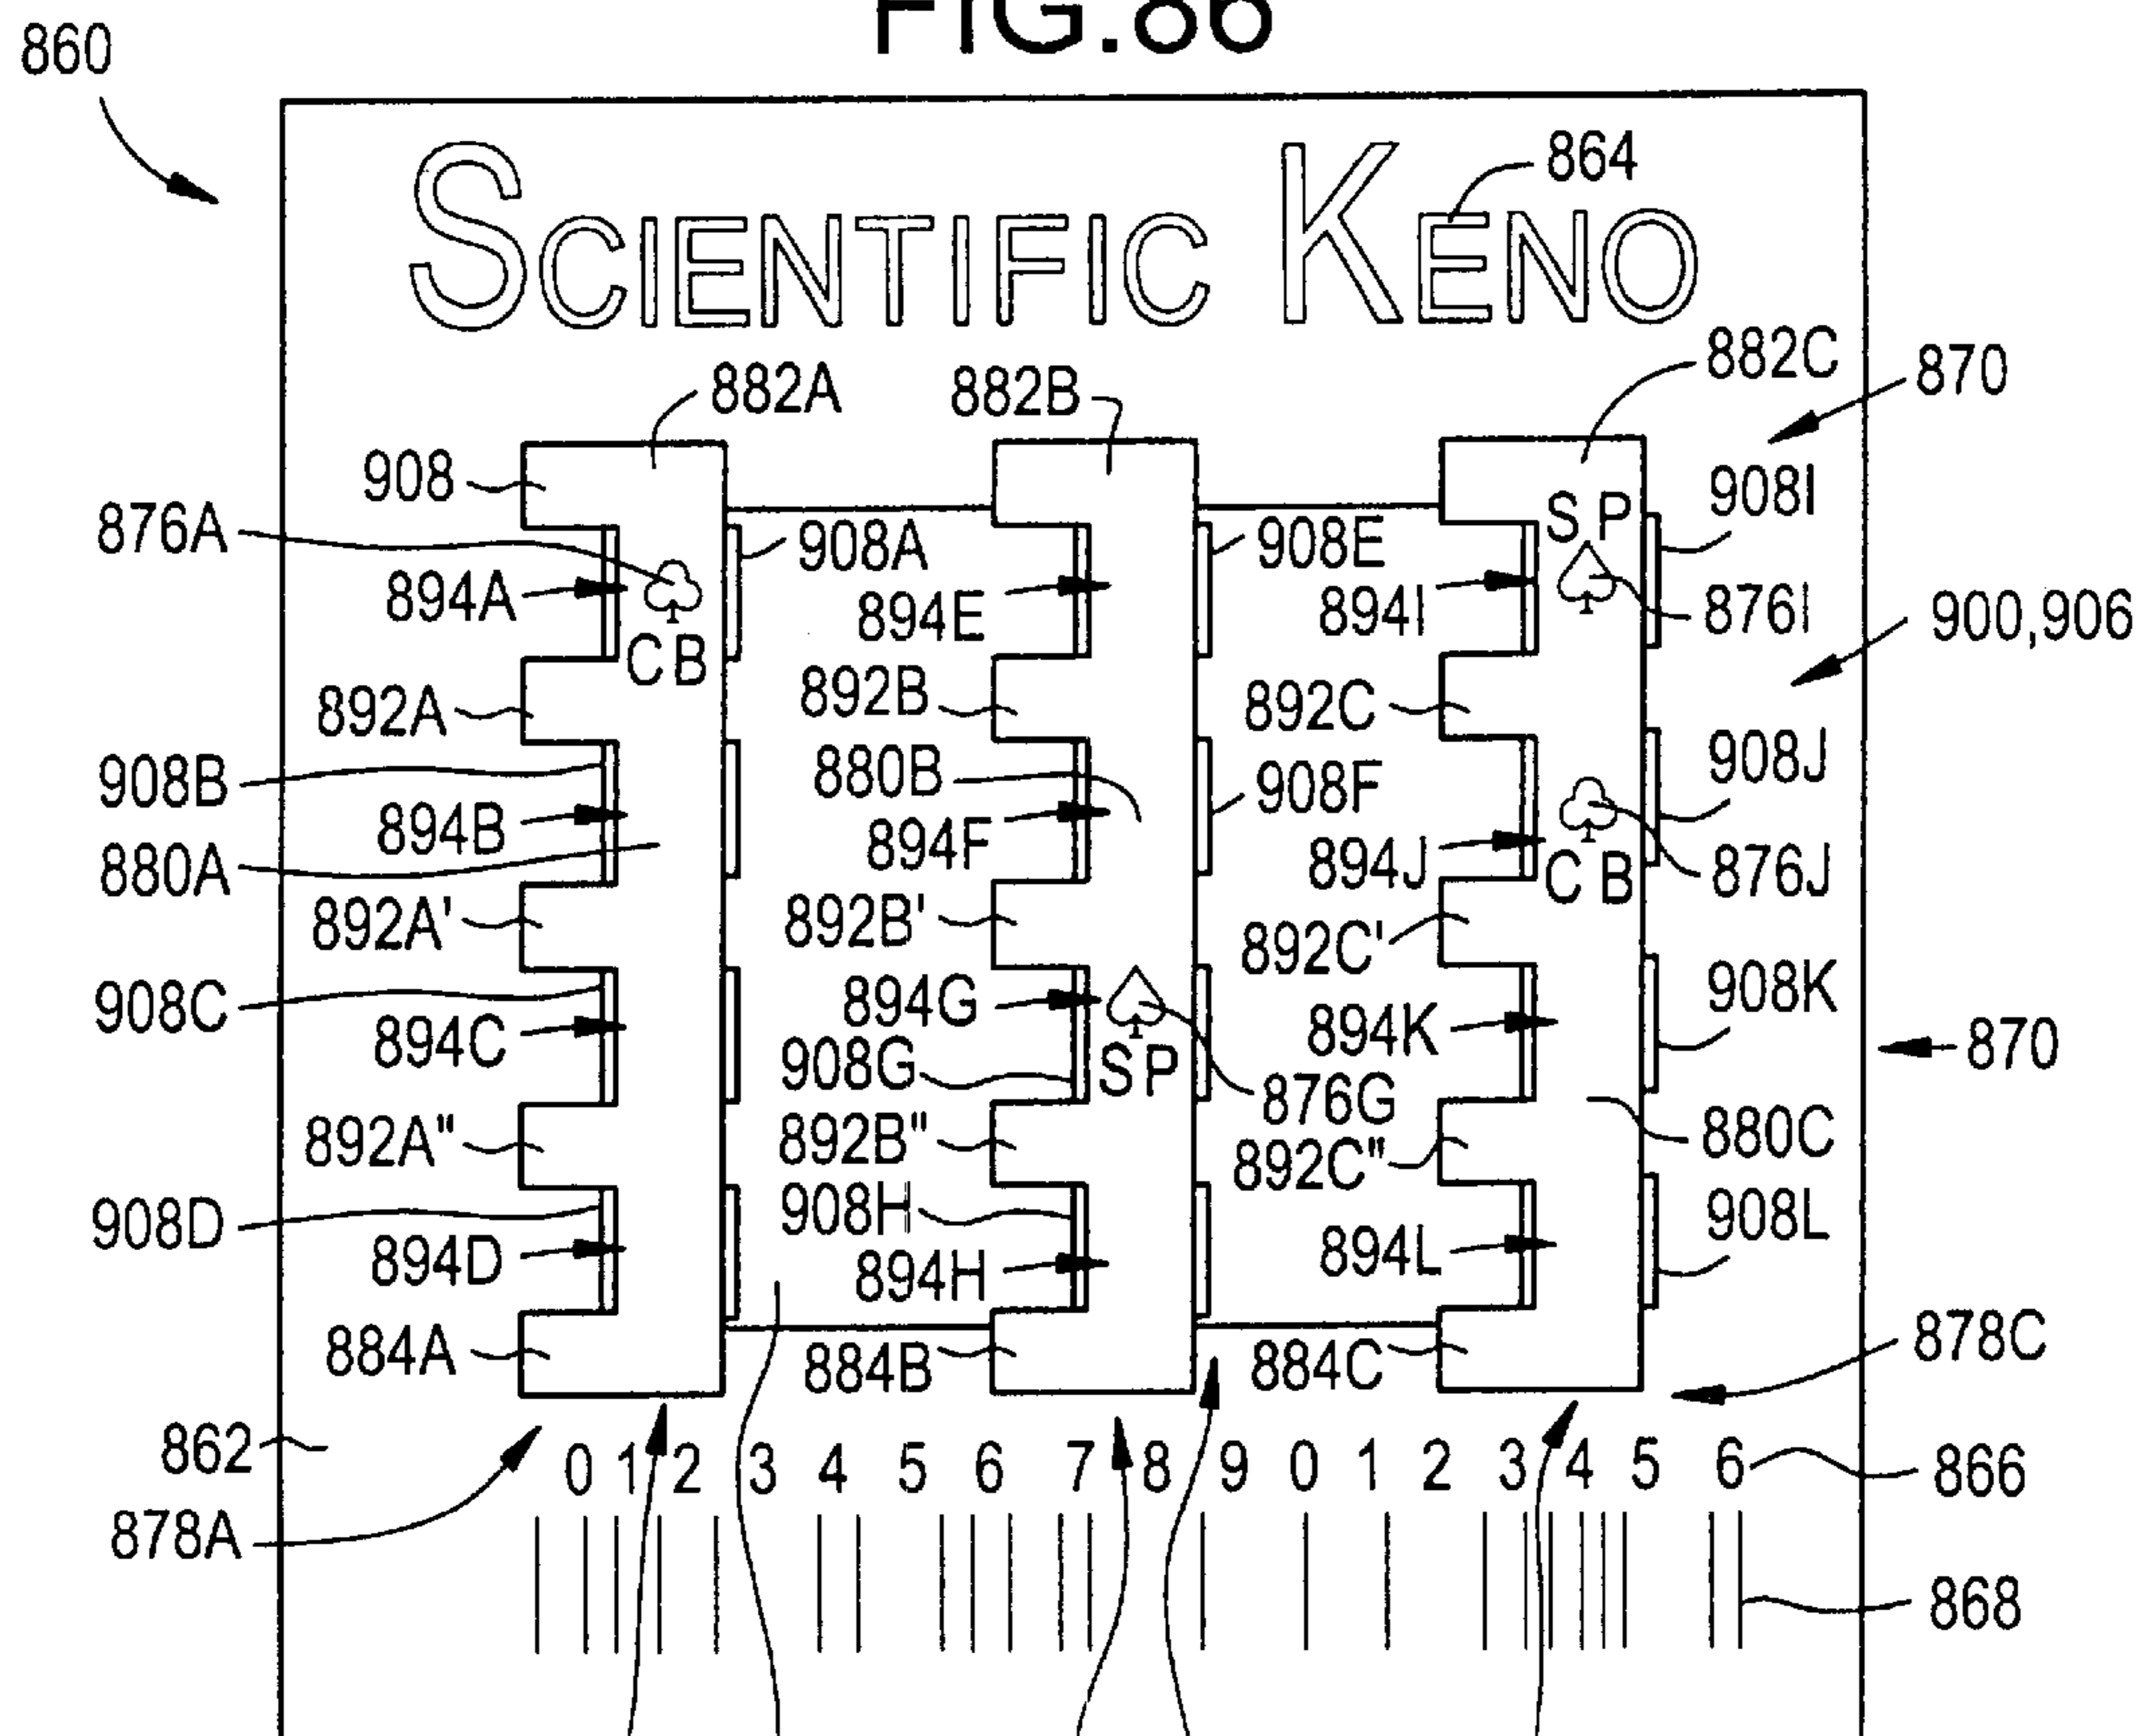 FIG.86
860
SCIENTIFIC KENO
864
882A
882B
882C
870
908
876A
894A
CB
908A
894E
908E
894I
SP
908I
876I
900,906
892A
892B
892C
908B
894B
880A
880B
894F
908F
894J
CB
908J
876J
892A'
892B'
892C'
908C
894C
894G
908G
SP
876G
894K
908K
870
892A"
892B"
892C"
880C
908D
894D
908H
894H
894L
908L
884A
884B
884C
878C
862
878A
0 1 2 3 4 5 6 7 8 9 0 1 2 3 4 5 6
866
868